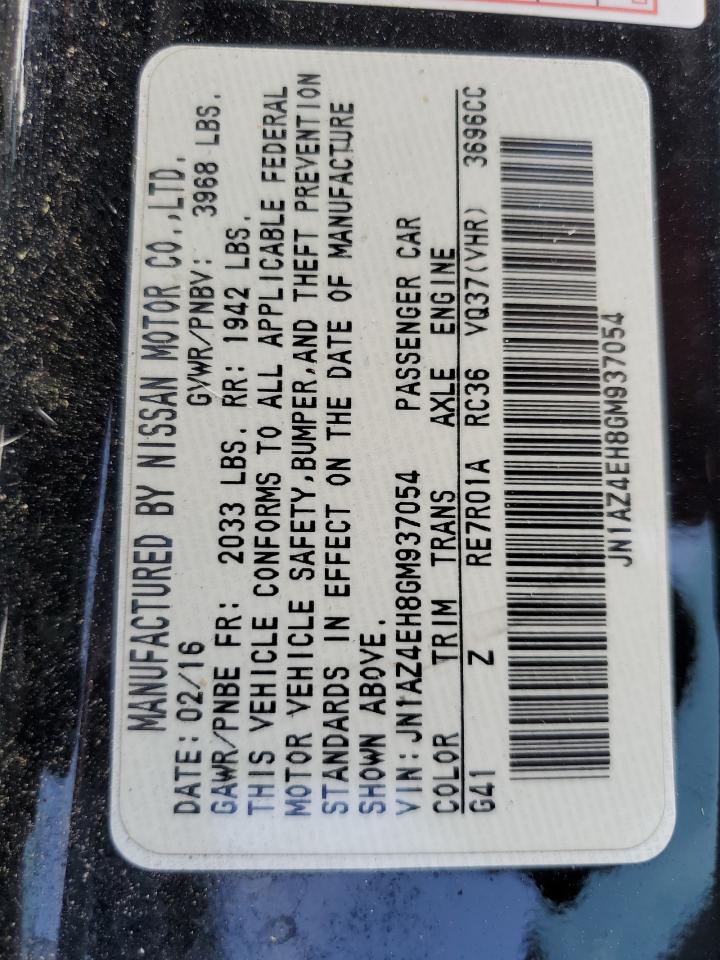 MANUFACTURED BY NISSAN MOTOR CO.,LTD.
DATE: 02/16 GVWR/PNBV: 3968 LBS.
GAWR/PNBE FR: 2033 LBS. RR: 1942 LBS.
THIS VEHICLE CONFORMS TO ALL APPLICABLE FEDERAL
MOTOR VEHICLE SAFETY,BUMPER,AND THEFT PREVENTION
STANDARDS IN EFFECT ON THE DATE OF MANUFACTURE
SHOWN ABOVE.
VIN: JN1AZ4EH8GM937054 PASSENGER CAR
COLOR TRIM TRANS AXLE ENGINE
G41 Z RE7R01A RC36 VQ37(VHR) 3696CC
JN1AZ4EH8GM937054